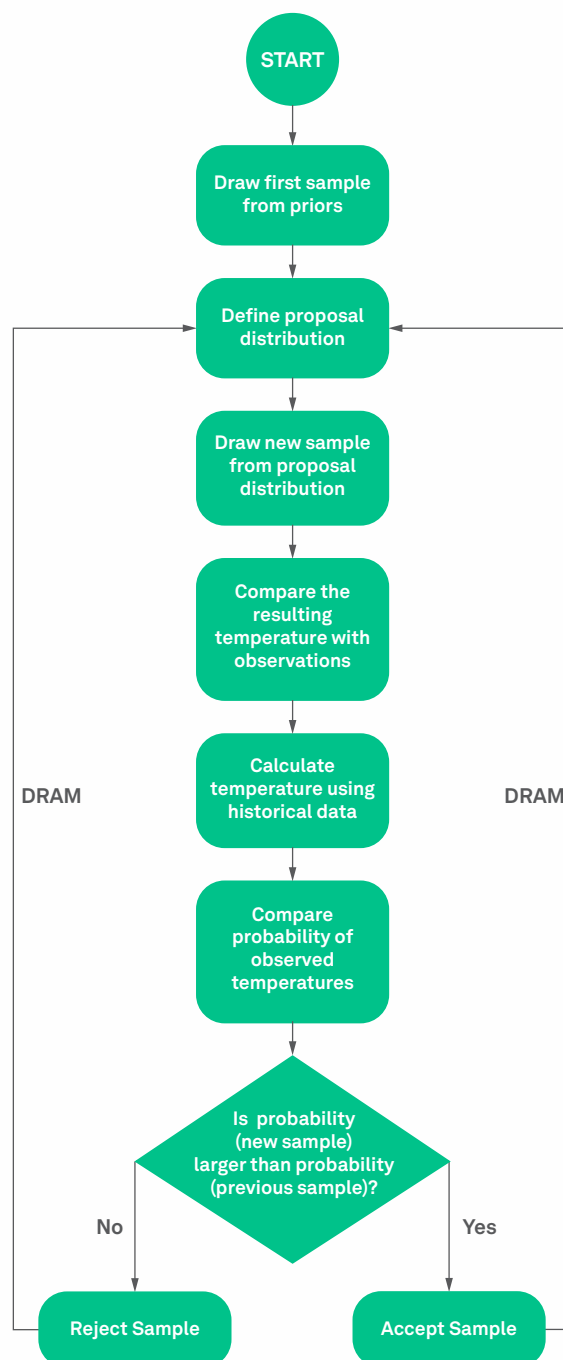 START
Draw first sample
from priors
Define proposal
distribution
Draw new sample
from proposal
distribution
Compare the
resulting
temperature with
observations
Calculate
temperature using
historical data
DRAM
DRAM
Compare
probability of
observed
temperatures
Is probability
(new sample)
larger than probability
(previous sample)?
No
Yes
Reject Sample
Accept Sample